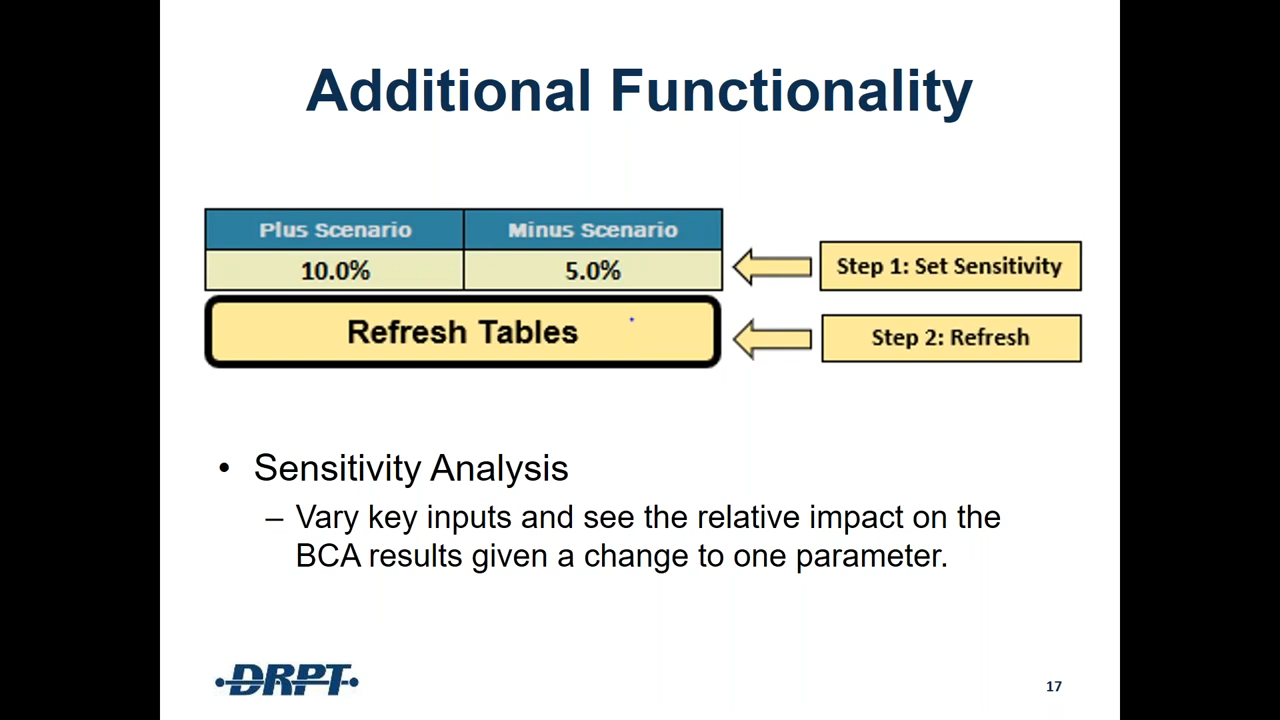 Additional Functionality
Plus Scenario Minus Scenario
10.0% 5.0%
Step 1: Set Sensitivity
Refresh Tables
Step 2: Refresh
• Sensitivity Analysis
– Vary key inputs and see the relative impact on the
BCA results given a change to one parameter.
DRPT
17